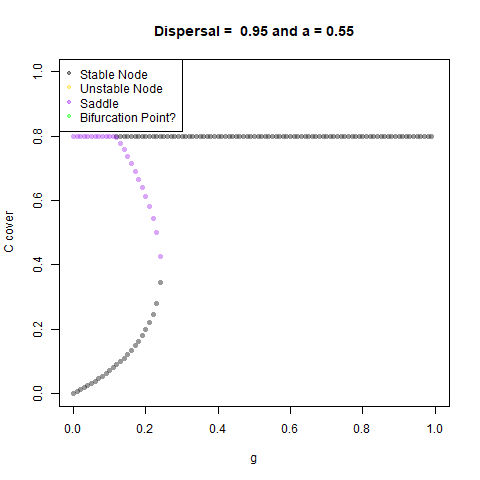 Dispersal =  0.95 and a = 0.55
Stable Node
Unstable Node
Saddle
Bifurcation Point?
C cover
1.0
0.8
0.6
0.4
0.2
0.0
0.0 0.2 0.4 0.6 0.8 1.0
g